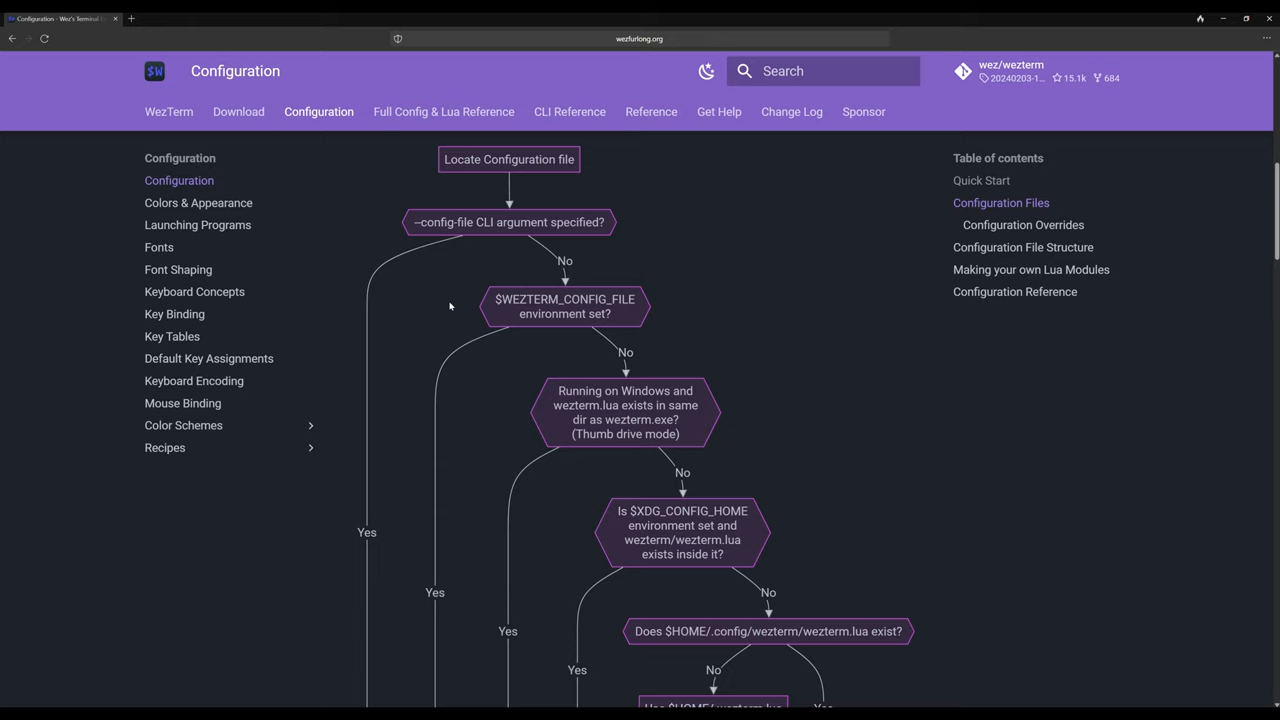 Configuration - Wez's Terminal
wezfurlong.org
$W
Configuration
Search
wez/wezterm
20240203-1... 15.1k 684
WezTerm
Download
Configuration
Full Config & Lua Reference
CLI Reference
Reference
Get Help
Change Log
Sponsor
Configuration
Configuration
Colors & Appearance
Launching Programs
Fonts
Font Shaping
Keyboard Concepts
Key Binding
Key Tables
Default Key Assignments
Keyboard Encoding
Mouse Binding
Color Schemes
Recipes
Locate Configuration file
--config-file CLI argument specified?
No
$WEZTERM_CONFIG_FILE
environment set?
No
Running on Windows and
wezterm.lua exists in same
dir as wezterm.exe?
(Thumb drive mode)
No
Is $XDG_CONFIG_HOME
environment set and
wezterm/wezterm.lua
exists inside it?
Yes
No
Yes
Does $HOME/.config/wezterm/wezterm.lua exist?
Yes
Yes
No
Use $HOME/.wezterm.lua
Yes
Table of contents
Quick Start
Configuration Files
Configuration Overrides
Configuration File Structure
Making your own Lua Modules
Configuration Reference